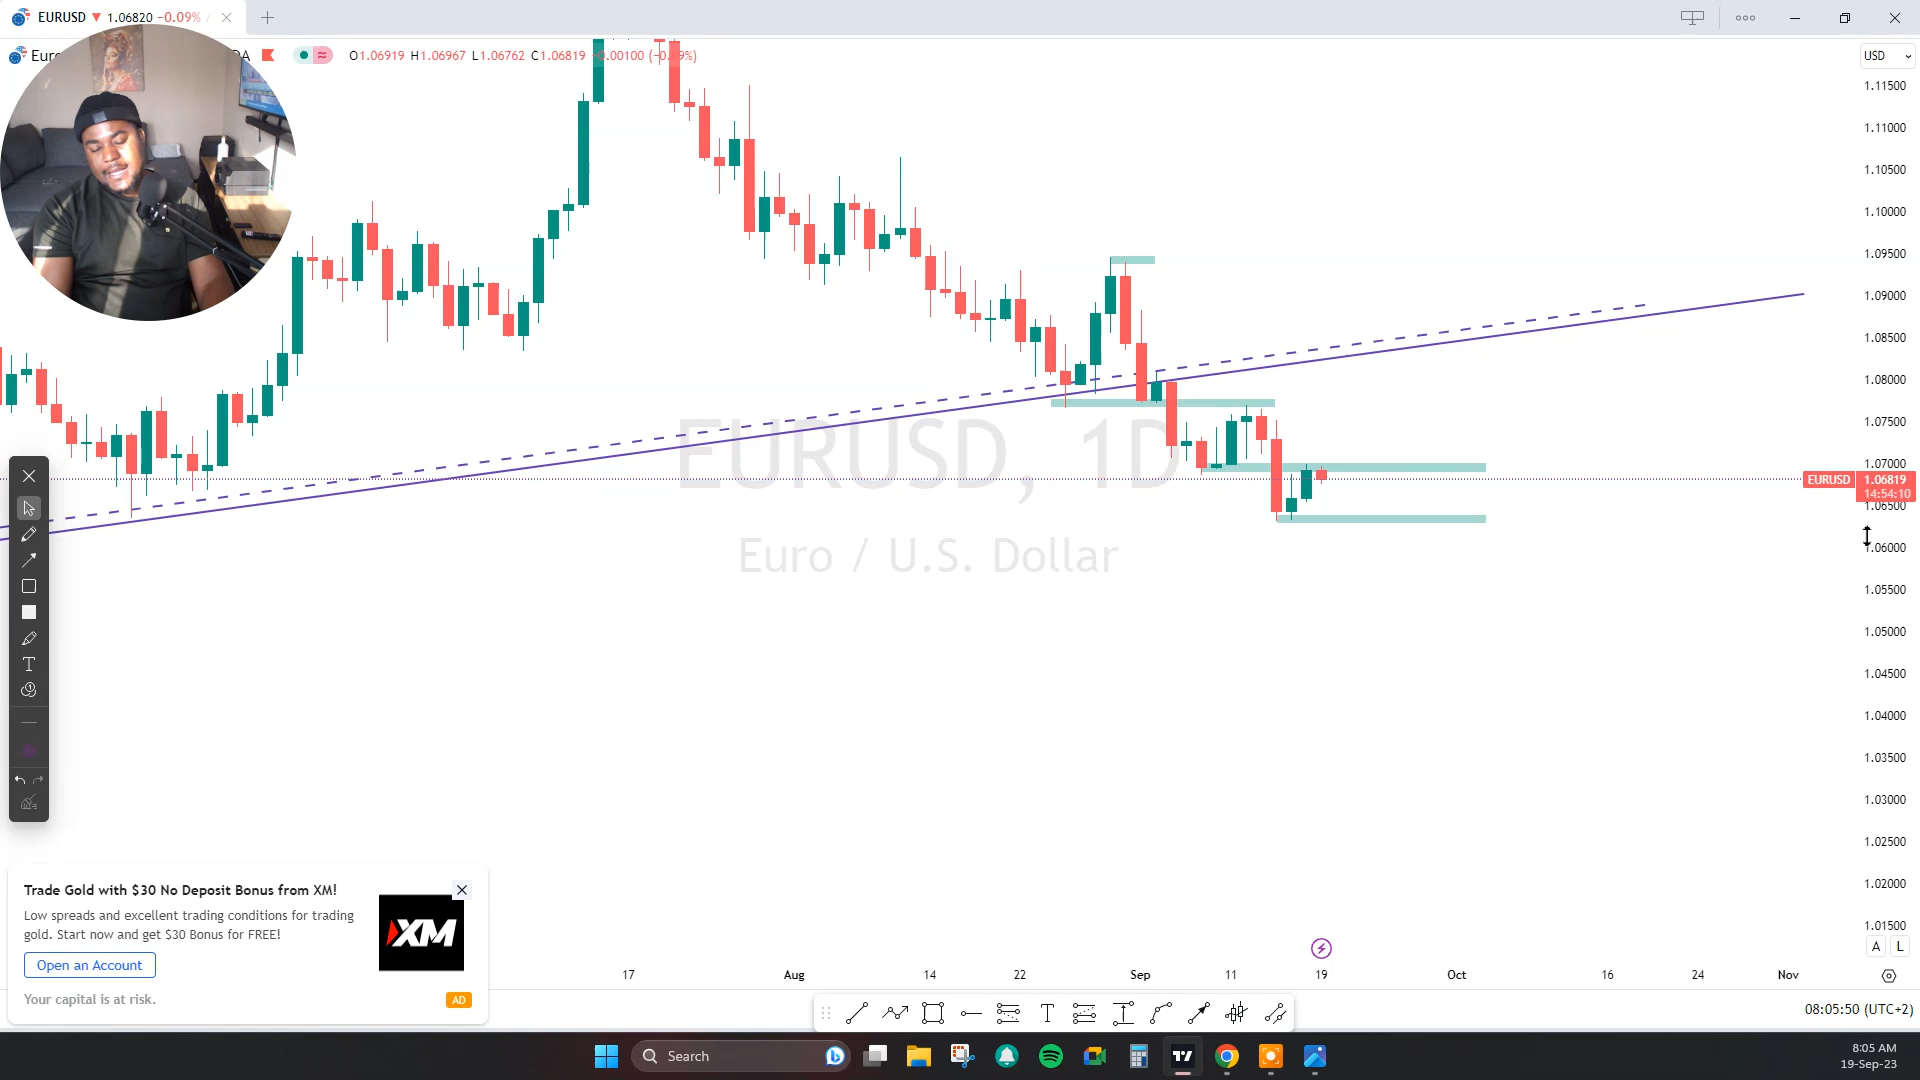 EURUSD 1.06820 −0.09% /
Euro
DA
O1.06919 H1.06967 L1.06762 C1.06819 −0.00100 (−0.09%)
USD
1.11500
1.11000
1.10500
1.10000
1.09500
1.09000
1.08500
1.08000
1.07500
1.07000
EURUSD 1.06819
14:54:10
1.06500
1.06000
1.05500
1.05000
1.04500
1.04000
1.03500
1.03000
1.02500
1.02000
1.01500
EURUSD, 1D
Euro / U.S. Dollar
T
Trade Gold with $30 No Deposit Bonus from XM!
Low spreads and excellent trading conditions for trading
gold. Start now and get $30 Bonus for FREE!
Open an Account
Your capital is at risk.
AD
XM
A L
17 Aug 14 22 Sep 11 19 Oct 16 24 Nov
T
08:05:50 (UTC+2)
Search
8:05 AM
19-Sep-23